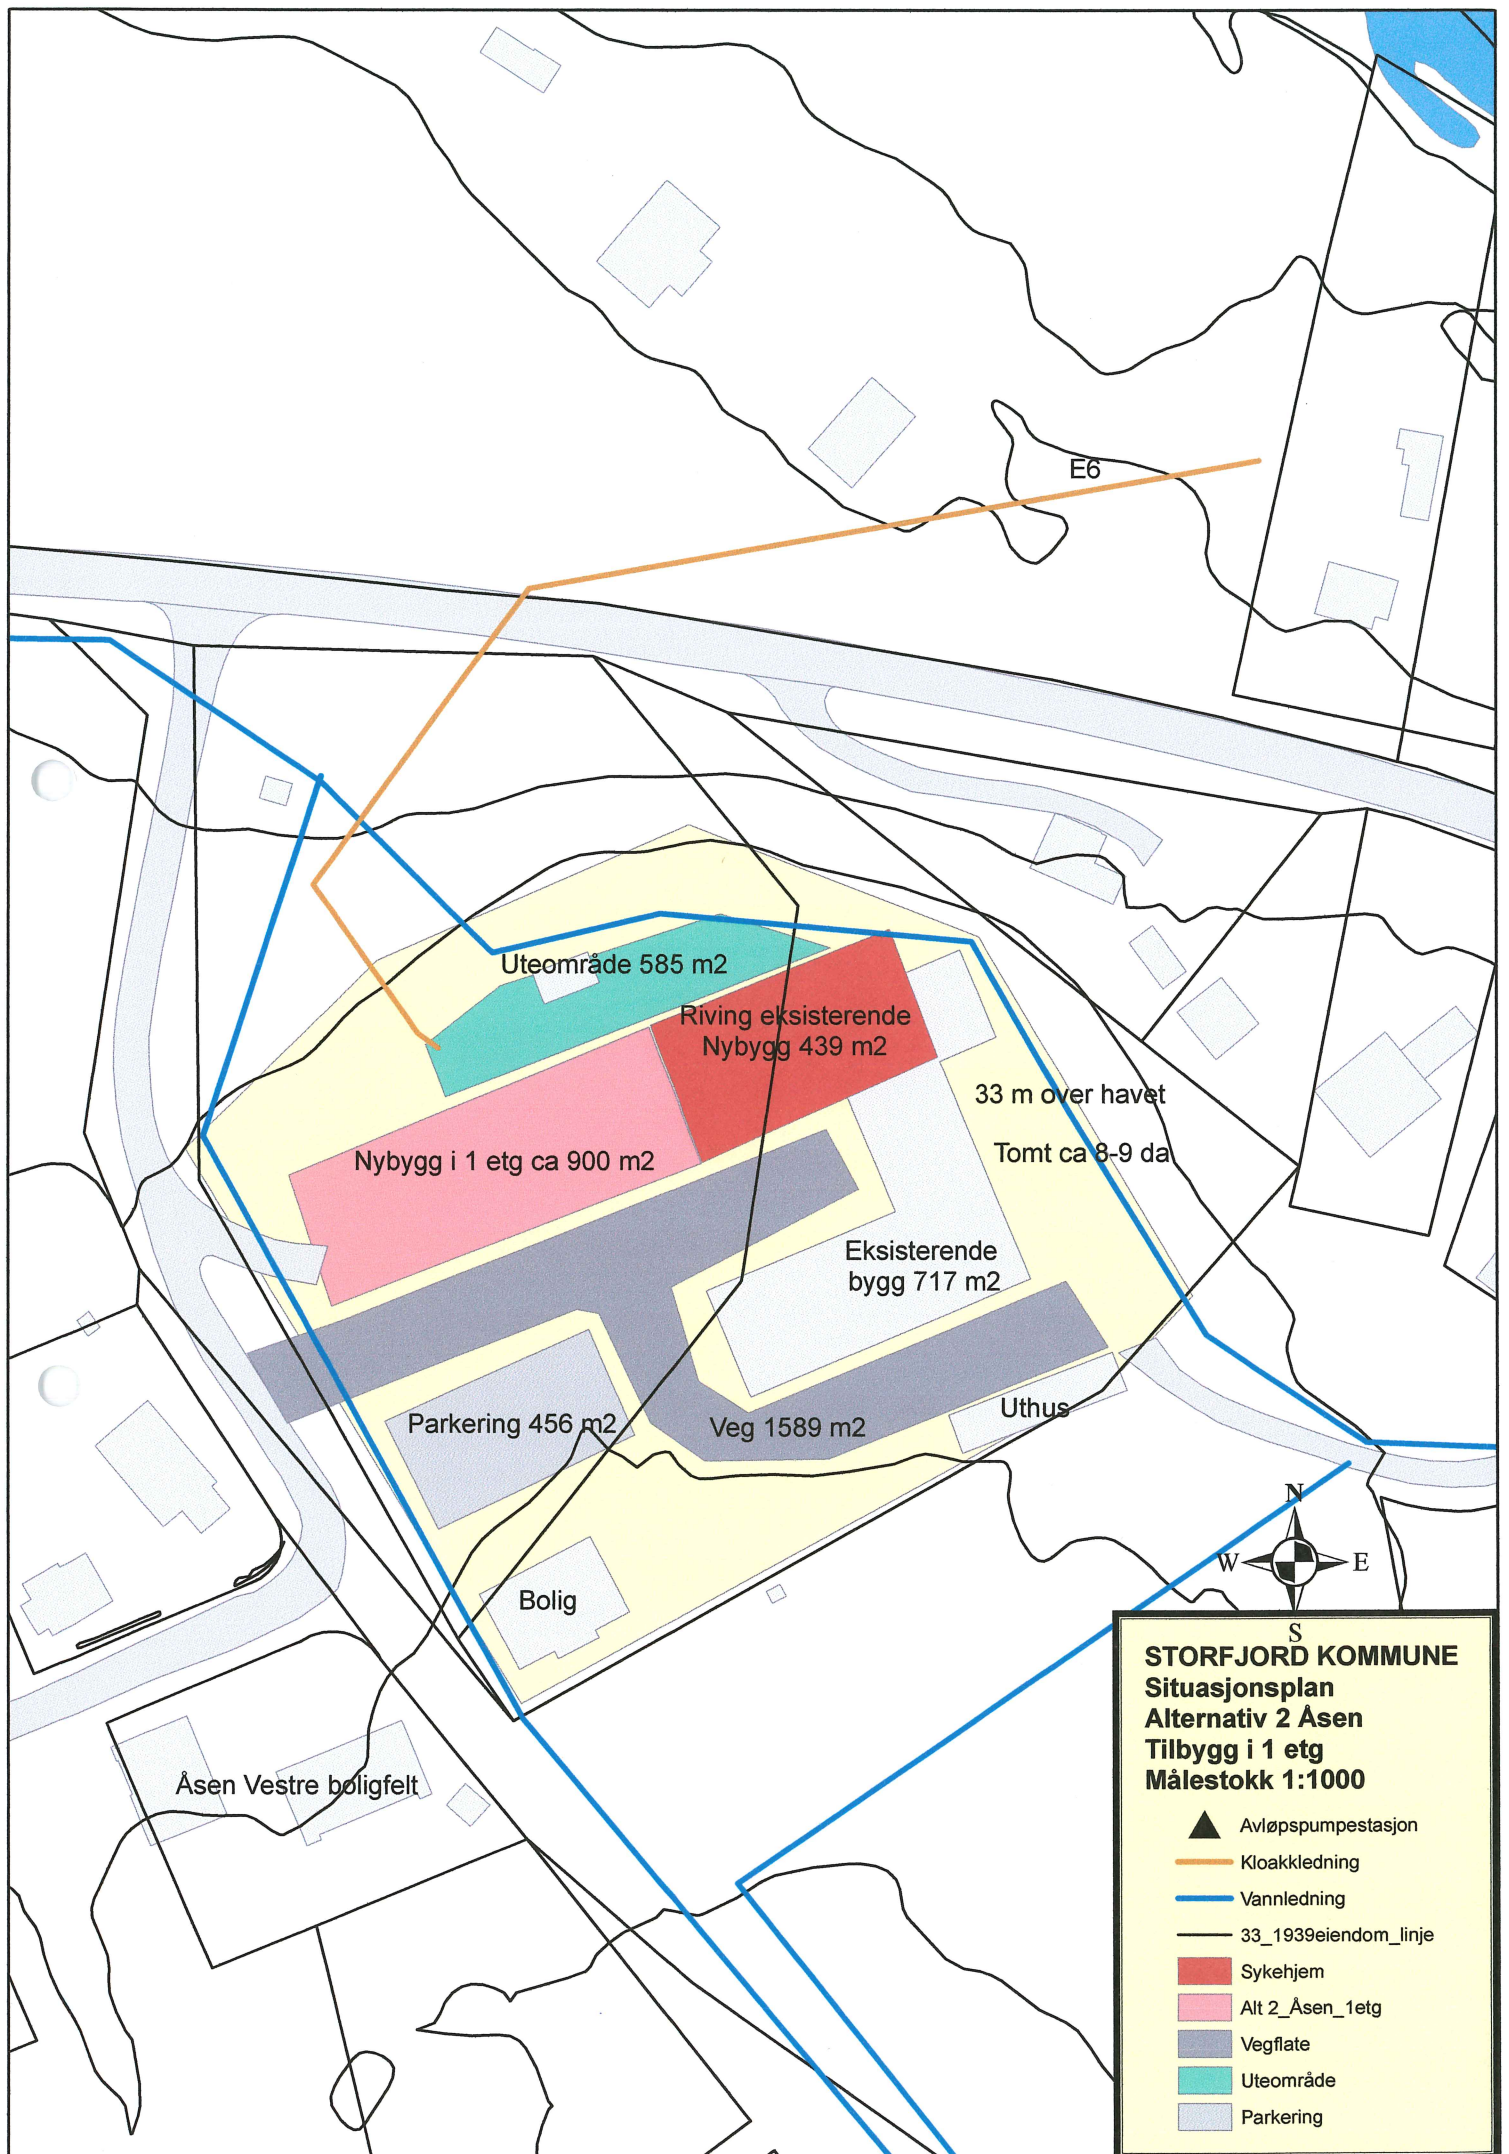 E6
Uteområde 585 m2
Riving eksisterende
Nybygg 439 m2
33 m over havet
Tomt ca 8-9 da
Nybygg i 1 etg ca 900 m2
Eksisterende
bygg 717 m2
Parkering 456 m2
Veg 1589 m2
Uthus
Bolig
Åsen Vestre boligfelt
N
W
E
S
STORFJORD KOMMUNE
Situasjonsplan
Alternativ 2 Åsen
Tilbygg i 1 etg
Målestokk 1:1000
Avløpspumpestasjon
Kloakkledning
Vannledning
33_1939eiendom_linje
Sykehjem
Alt 2_Åsen_1etg
Vegflate
Uteområde
Parkering